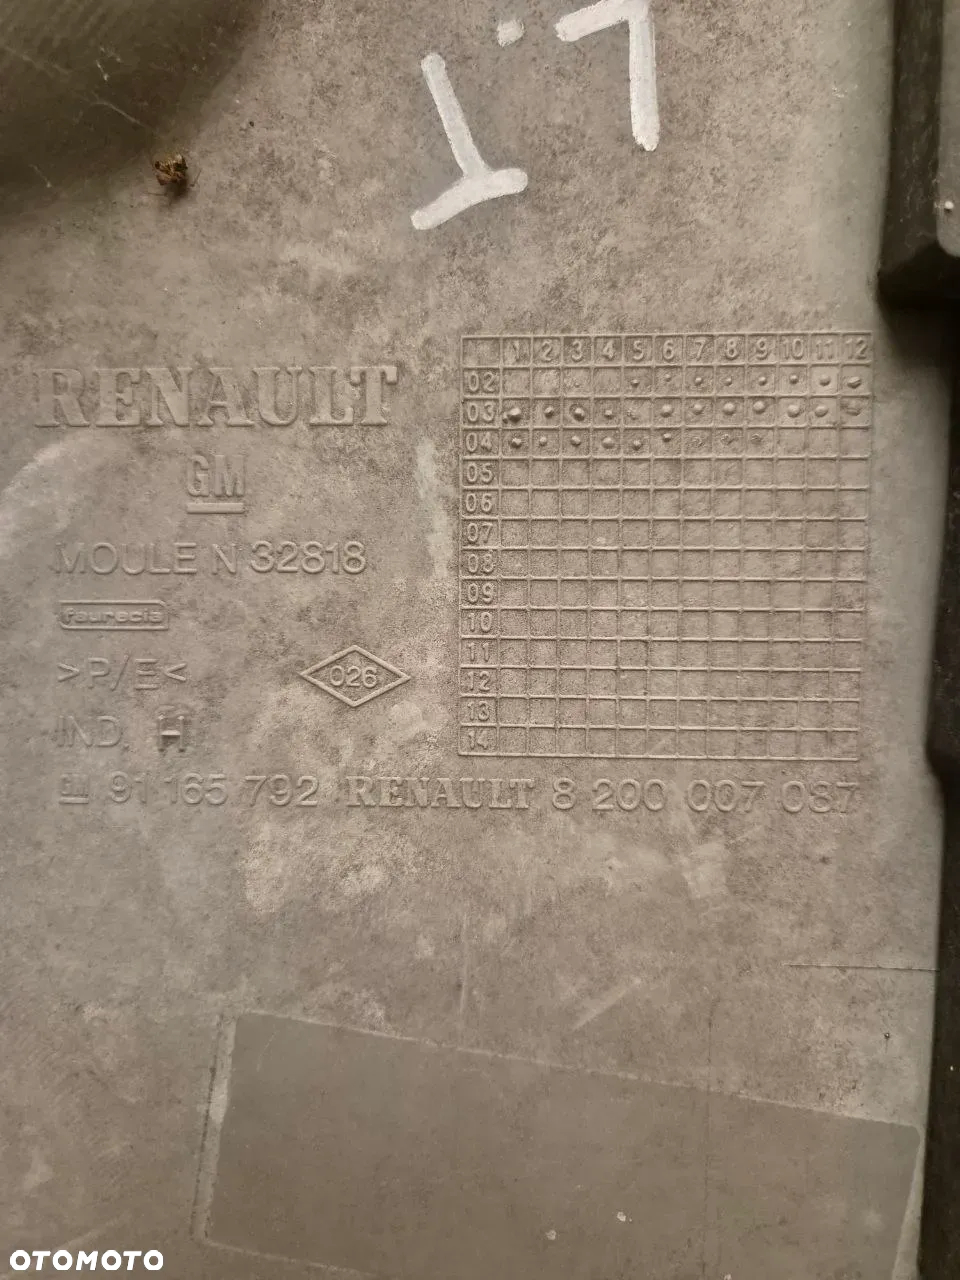 1 2 3 4 5 6 7 8 9 10 11 12
02
03
04
05
06
07
08
09
10
11
12
13
14
RENAULT
GM
MOULE N 32818
faurecia
>P/E<
026
IND. H
GM 91 165 792 RENAULT 8 200 007 087
OTOMOTO